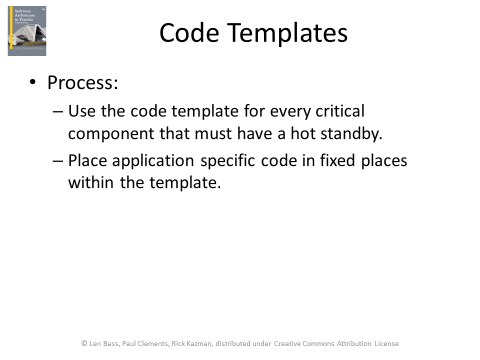 Software
Architecture
in Practice
Code Templates
• Process:
– Use the code template for every critical
component that must have a hot standby.
– Place application specific code in fixed places
within the template.
© Len Bass, Paul Clements, Rick Kazman, distributed under Creative Commons Attribution License